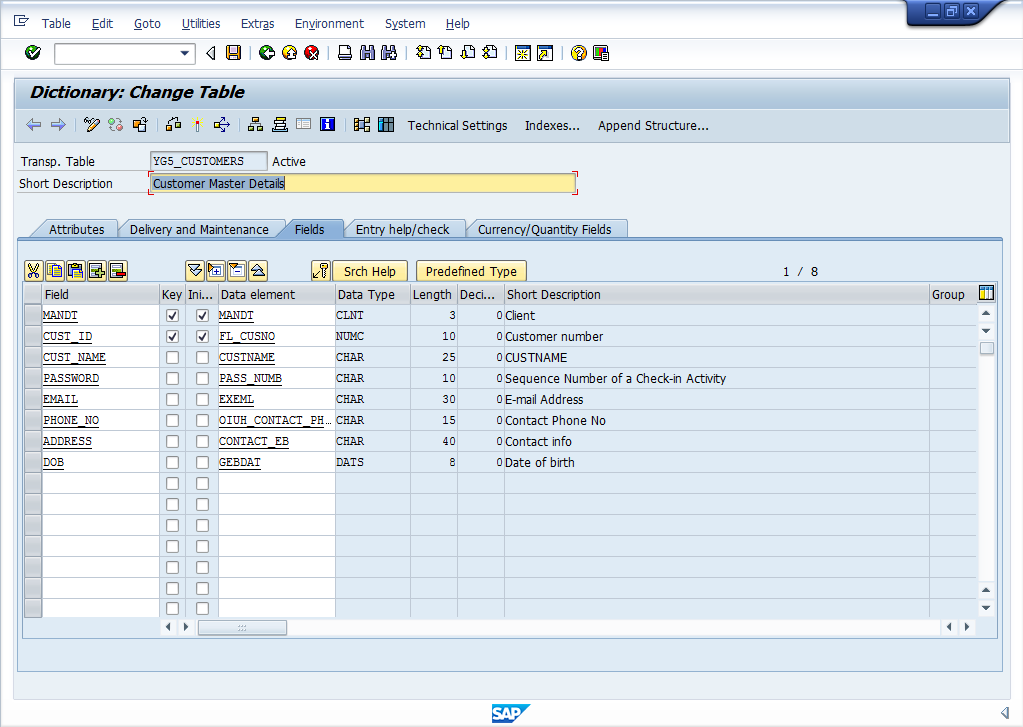 Table Edit Goto Utilities Extras Environment System Help
Dictionary: Change Table
Technical Settings Indexes... Append Structure...
Transp. Table YG5_CUSTOMERS Active
Short Description Customer Master Details
Attributes Delivery and Maintenance Fields Entry help/check Currency/Quantity Fields
Srch Help Predefined Type 1 / 8
Field Key Ini... Data element Data Type Length Deci... Short Description Group
MANDT MANDT CLNT 3 0 Client
CUST_ID FL_CUSNO NUMC 10 0 Customer number
CUST_NAME CUSTNAME CHAR 25 0 CUSTNAME
PASSWORD PASS_NUMB CHAR 10 0 Sequence Number of a Check-in Activity
EMAIL EXEML CHAR 30 0 E-mail Address
PHONE_NO OIUH_CONTACT_PH... CHAR 15 0 Contact Phone No
ADDRESS CONTACT_EB CHAR 40 0 Contact info
DOB GEBDAT DATS 8 0 Date of birth
SAP